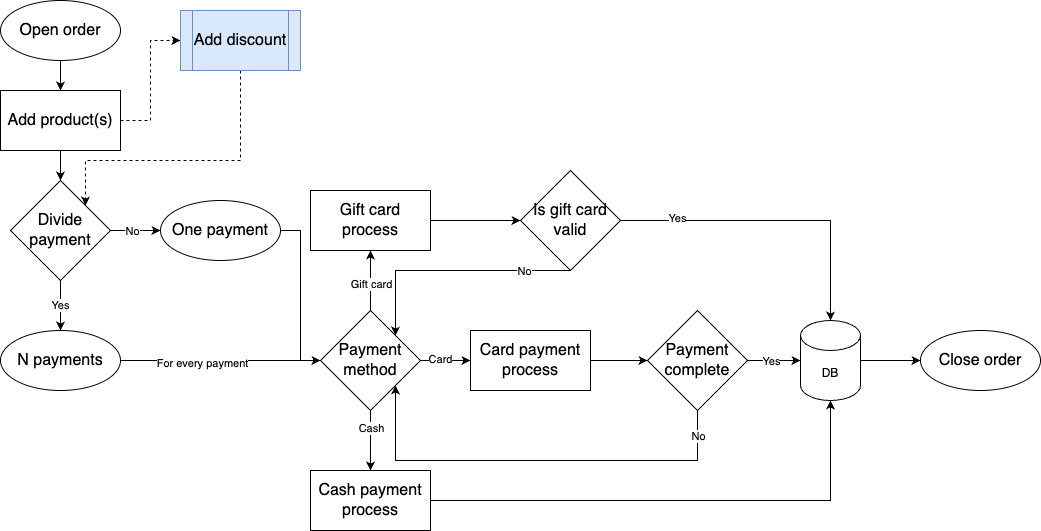 Open order
Add discount
Add product(s)
Divide
payment
No
One payment
Yes
N payments
For every payment
Gift card
process
Is gift card
valid
Yes
No
Gift card
Payment
method
Card
Card payment
process
Payment
complete
Yes
DB
Close order
Cash
No
Cash payment
process